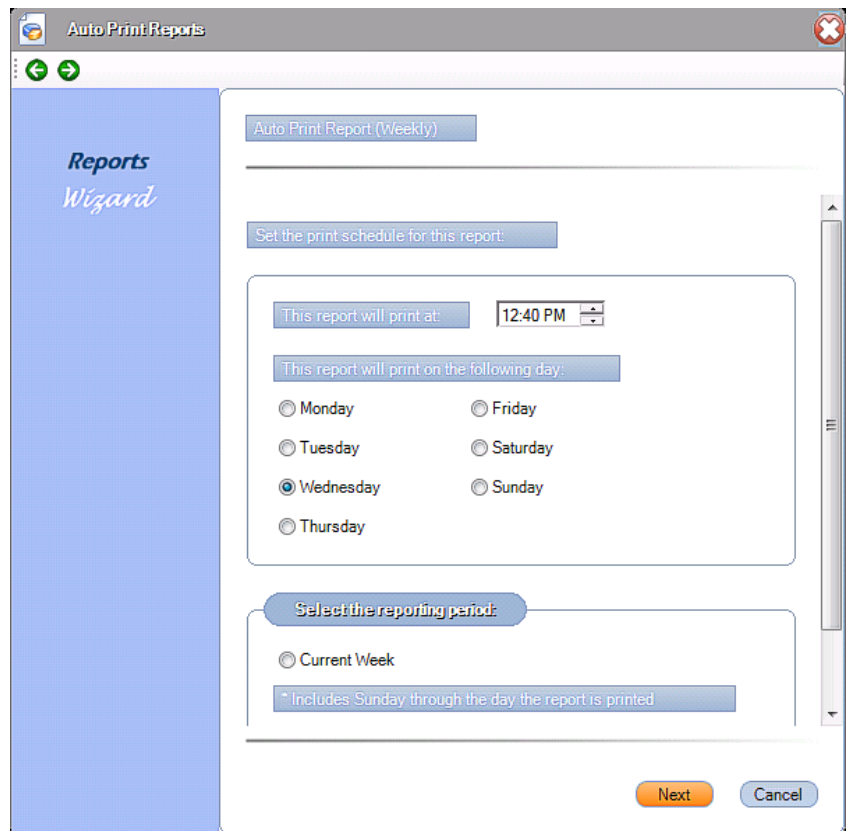 Auto Print Reports
Reports
Wizard
Auto Print Report (Weekly)
Set the print schedule for this report:
This report will print at:
12:40 PM
This report will print on the following day:
Monday
Friday
Tuesday
Saturday
Wednesday
Sunday
Thursday
Select the reporting period:
Current Week
* Includes Sunday through the day the report is printed
Next
Cancel